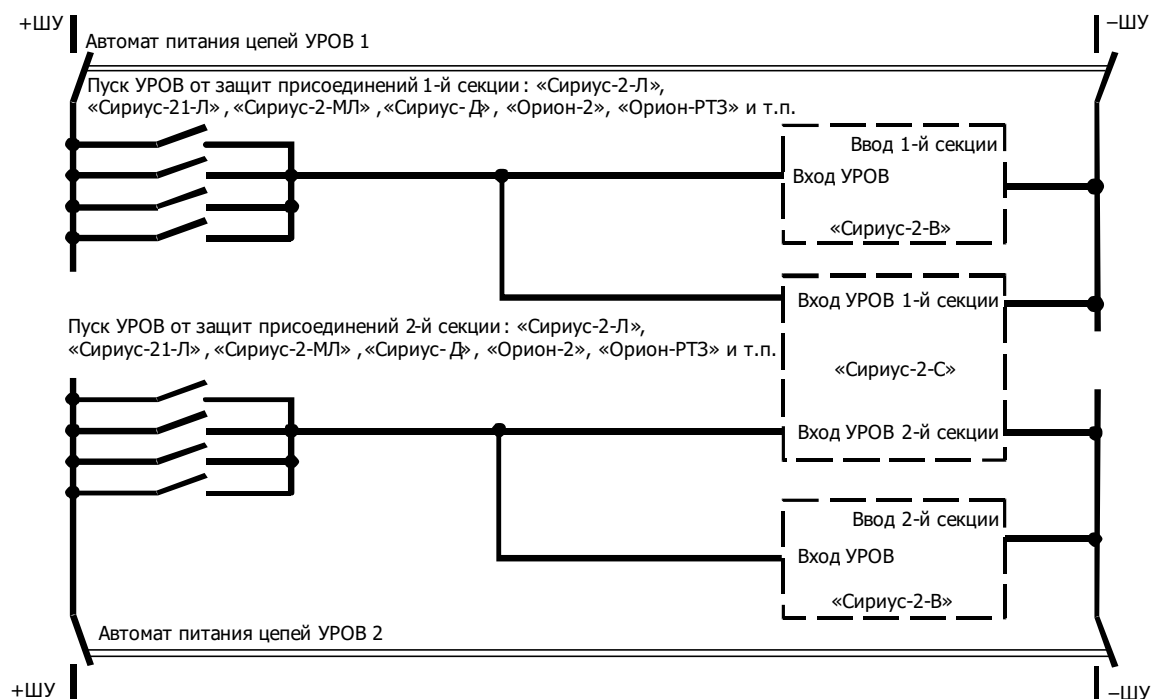 +ШУ
–ШУ
Автомат питания цепей УРОВ 1
Пуск УРОВ от защит присоединений 1-й секции: «Сириус-2-Л»,
«Сириус-21-Л», «Сириус-2-МЛ», «Сириус-Д», «Орион-2», «Орион-РТЗ» и т.п.
Ввод 1-й секции
Вход УРОВ
«Сириус-2-В»
Вход УРОВ 1-й секции
«Сириус-2-С»
Вход УРОВ 2-й секции
Пуск УРОВ от защит присоединений 2-й секции: «Сириус-2-Л»,
«Сириус-21-Л», «Сириус-2-МЛ», «Сириус-Д», «Орион-2», «Орион-РТЗ» и т.п.
Ввод 2-й секции
Вход УРОВ
«Сириус-2-В»
Автомат питания цепей УРОВ 2
+ШУ
–ШУ